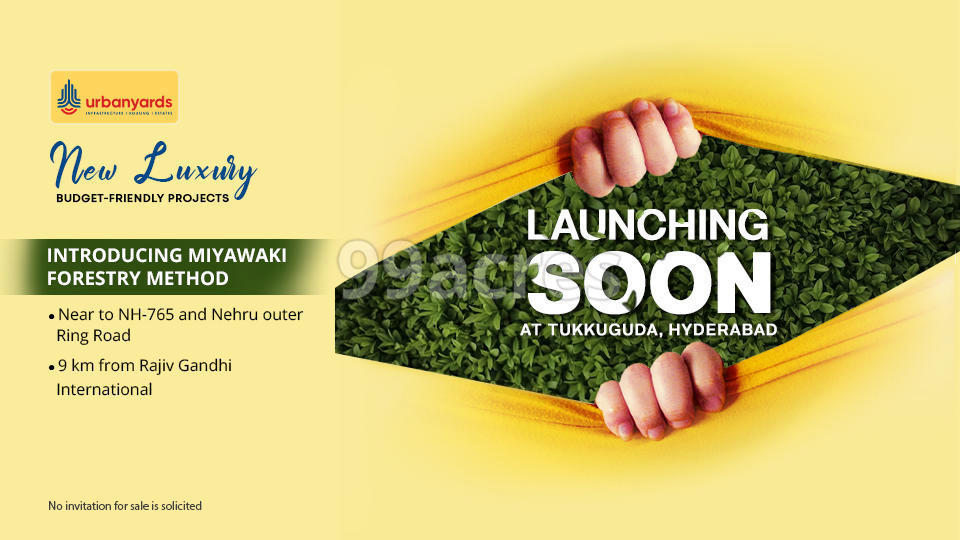 urbanyards
INFRASTRUCTURE | HOUSING | ESTATES
New Luxury
BUDGET-FRIENDLY PROJECTS
INTRODUCING MIYAWAKI
FORESTRY METHOD
• Near to NH-765 and Nehru outer
Ring Road
• 9 km from Rajiv Gandhi
International
No invitation for sale is solicited
99acres
LAUNCHING
SOON
AT TUKKUGUDA, HYDERABAD